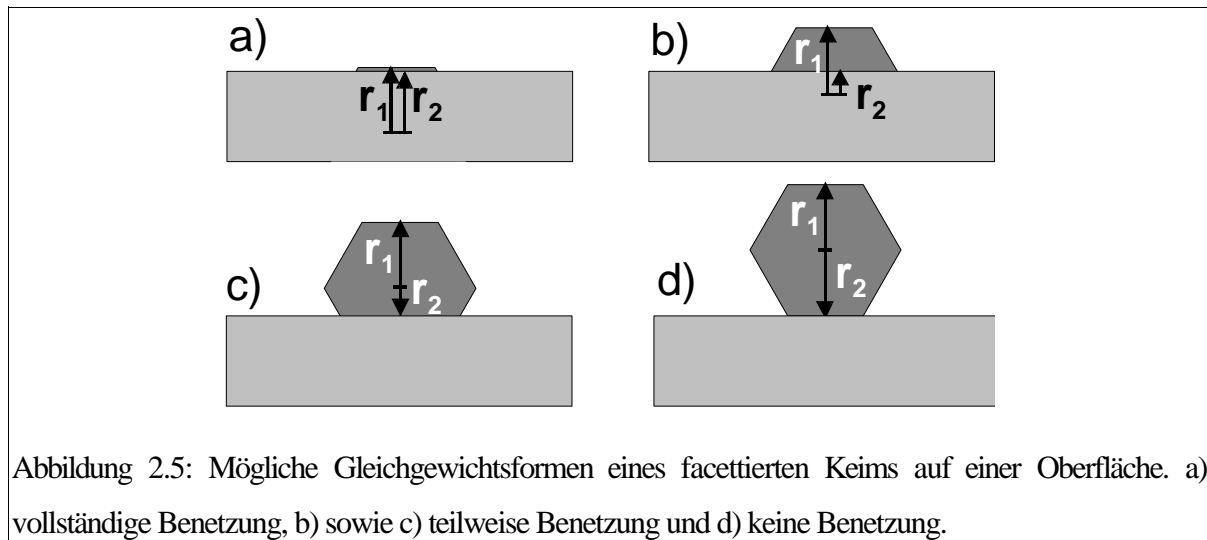 a)
r₁ r₂
b)
r₁
r₂
c)
r₁
r₂
d)
r₁
r₂
Abbildung 2.5: Mögliche Gleichgewichtsformen eines facettierten Keims auf einer Oberfläche. a)
vollständige Benetzung, b) sowie c) teilweise Benetzung und d) keine Benetzung.